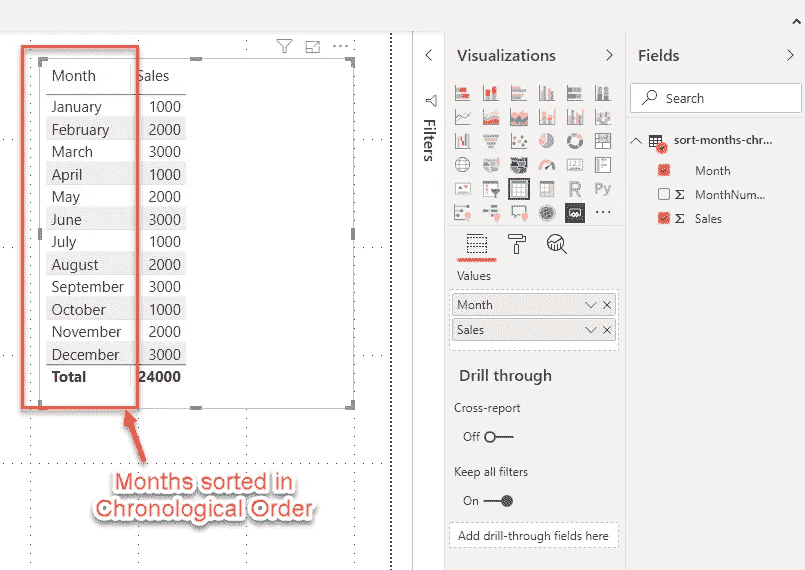 Month Sales
January 1000
February 2000
March 3000
April 1000
May 2000
June 3000
July 1000
August 2000
September 3000
October 1000
November 2000
December 3000
Total 24000
Months sorted in
Chronological Order
Filters
Visualizations
R Py
Values
Month
Sales
Drill through
Cross-report
Off
Keep all filters
On
Add drill-through fields here
Fields
Search
sort-months-chr...
Month
Σ MonthNum...
Σ Sales